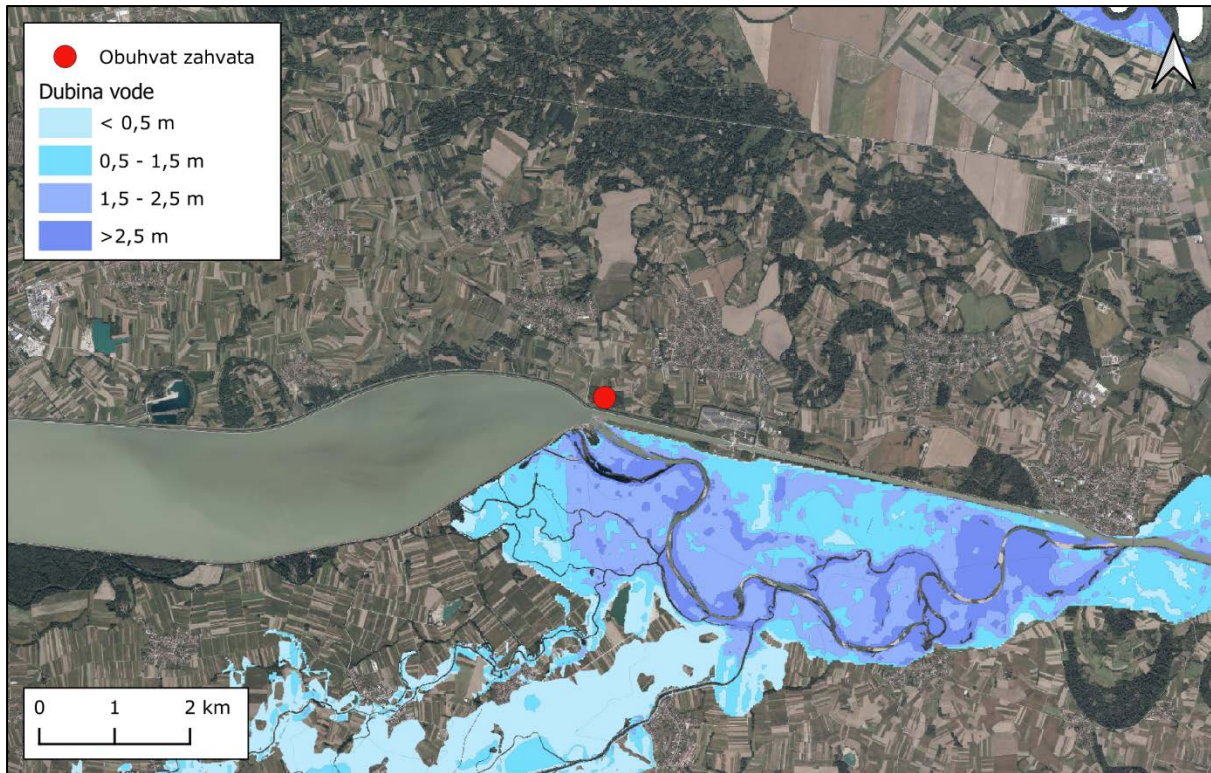 Obuhvat zahvata
Dubina vode
< 0,5 m
0,5 - 1,5 m
1,5 - 2,5 m
>2,5 m
0 1 2 km